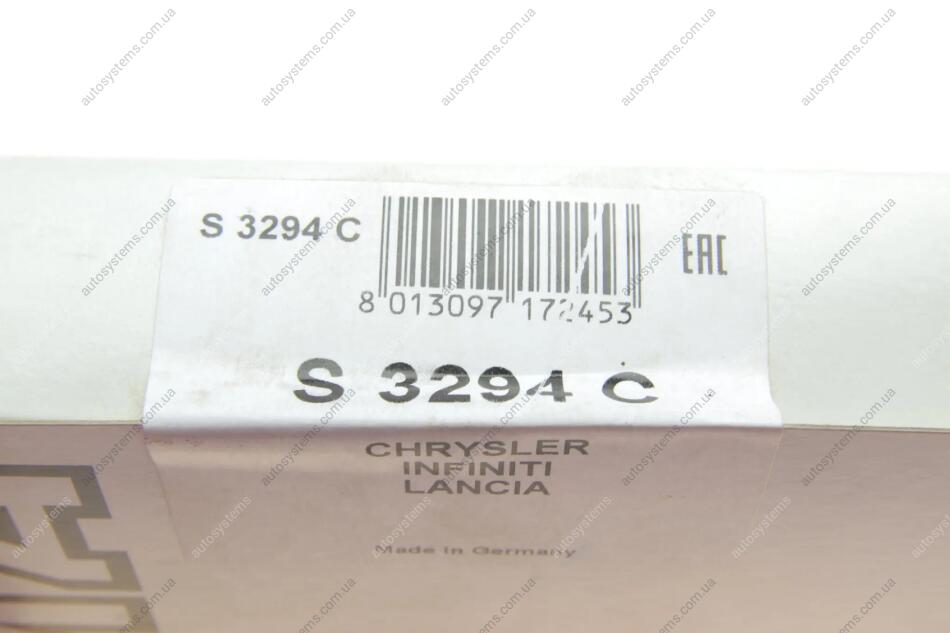 S 3294 C
EAC
8 013097 172453
S 3294 C
CHRYSLER
INFINITI
LANCIA
Made in Germany
autosystems.com.ua